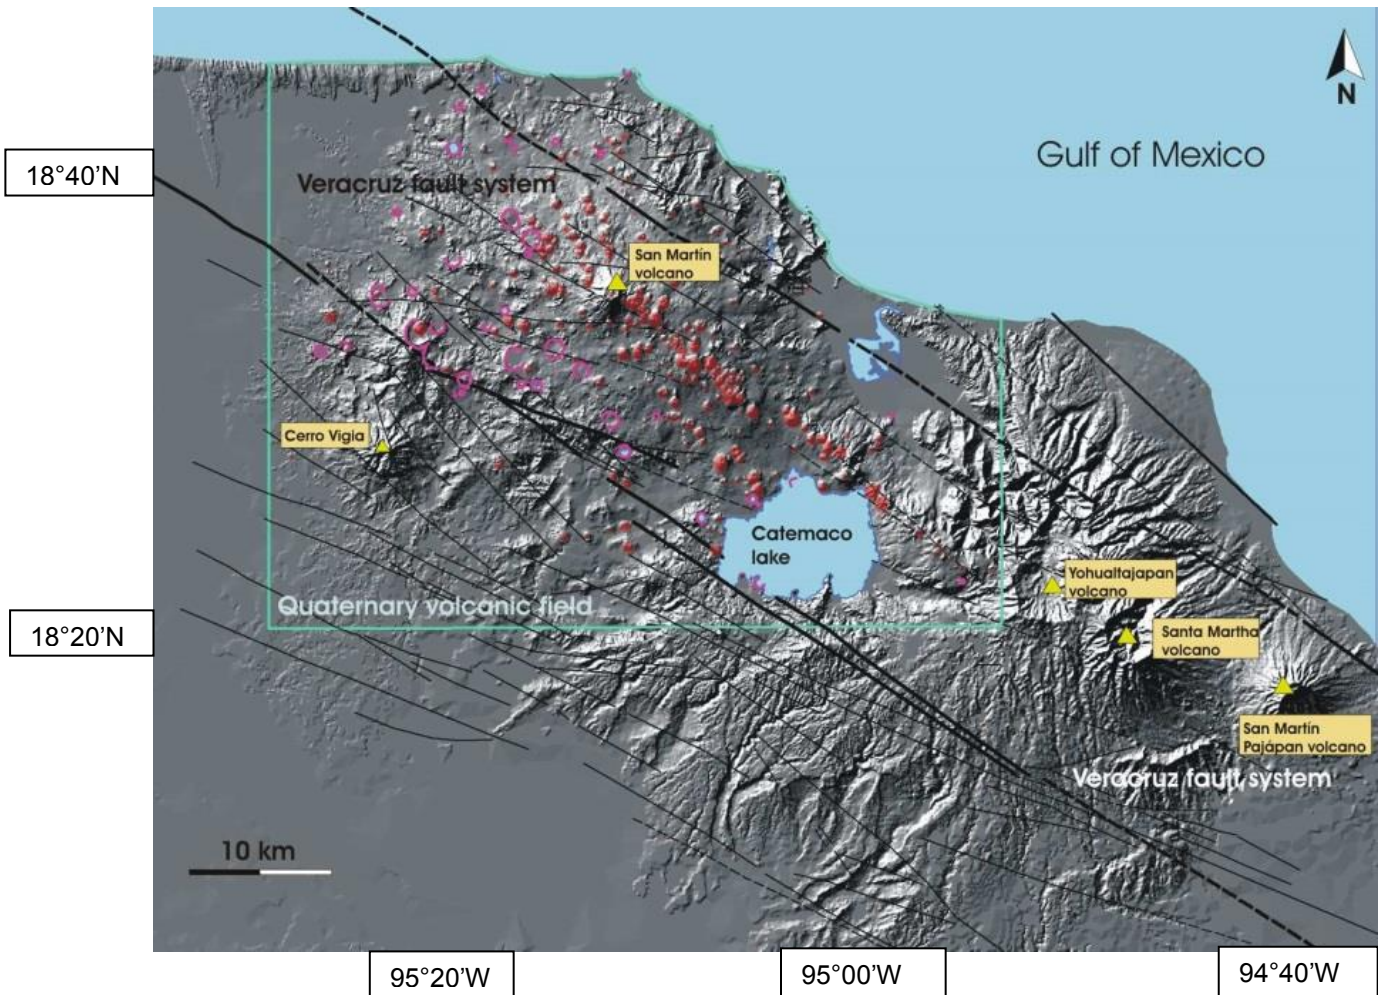 N
Gulf of Mexico
18°40’N
Veracruz fault system
San Martín
volcano
Cerro Vigia
Catemaco
lake
Yohualtajapan
volcano
Quaternary volcanic field
18°20’N
Santa Martha
volcano
San Martín
Pajápan volcano
Veracruz fault system
10 km
95°20’W
95°00’W
94°40’W